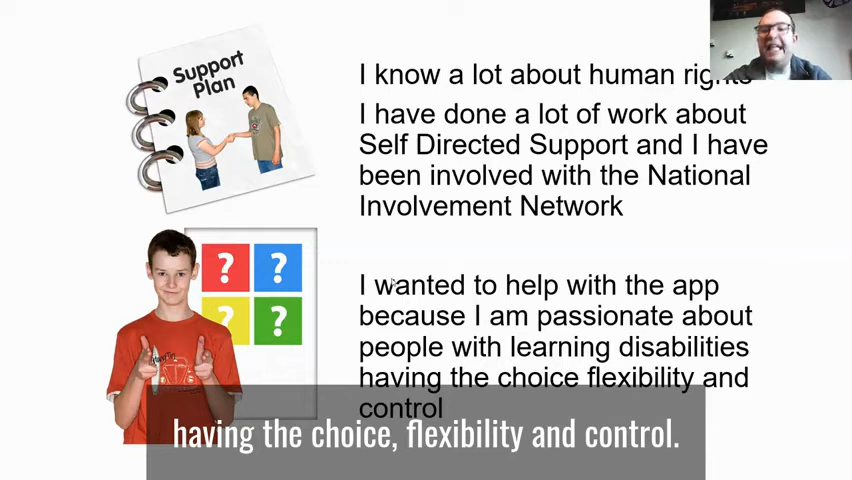 Support
Plan
I know a lot about human rights
I have done a lot of work about
Self Directed Support and I have
been involved with the National
Involvement Network
? ?
? ?
I wanted to help with the app
because I am passionate about
people with learning disabilities
having the choice flexibility and
control
having the choice, flexibility and control.